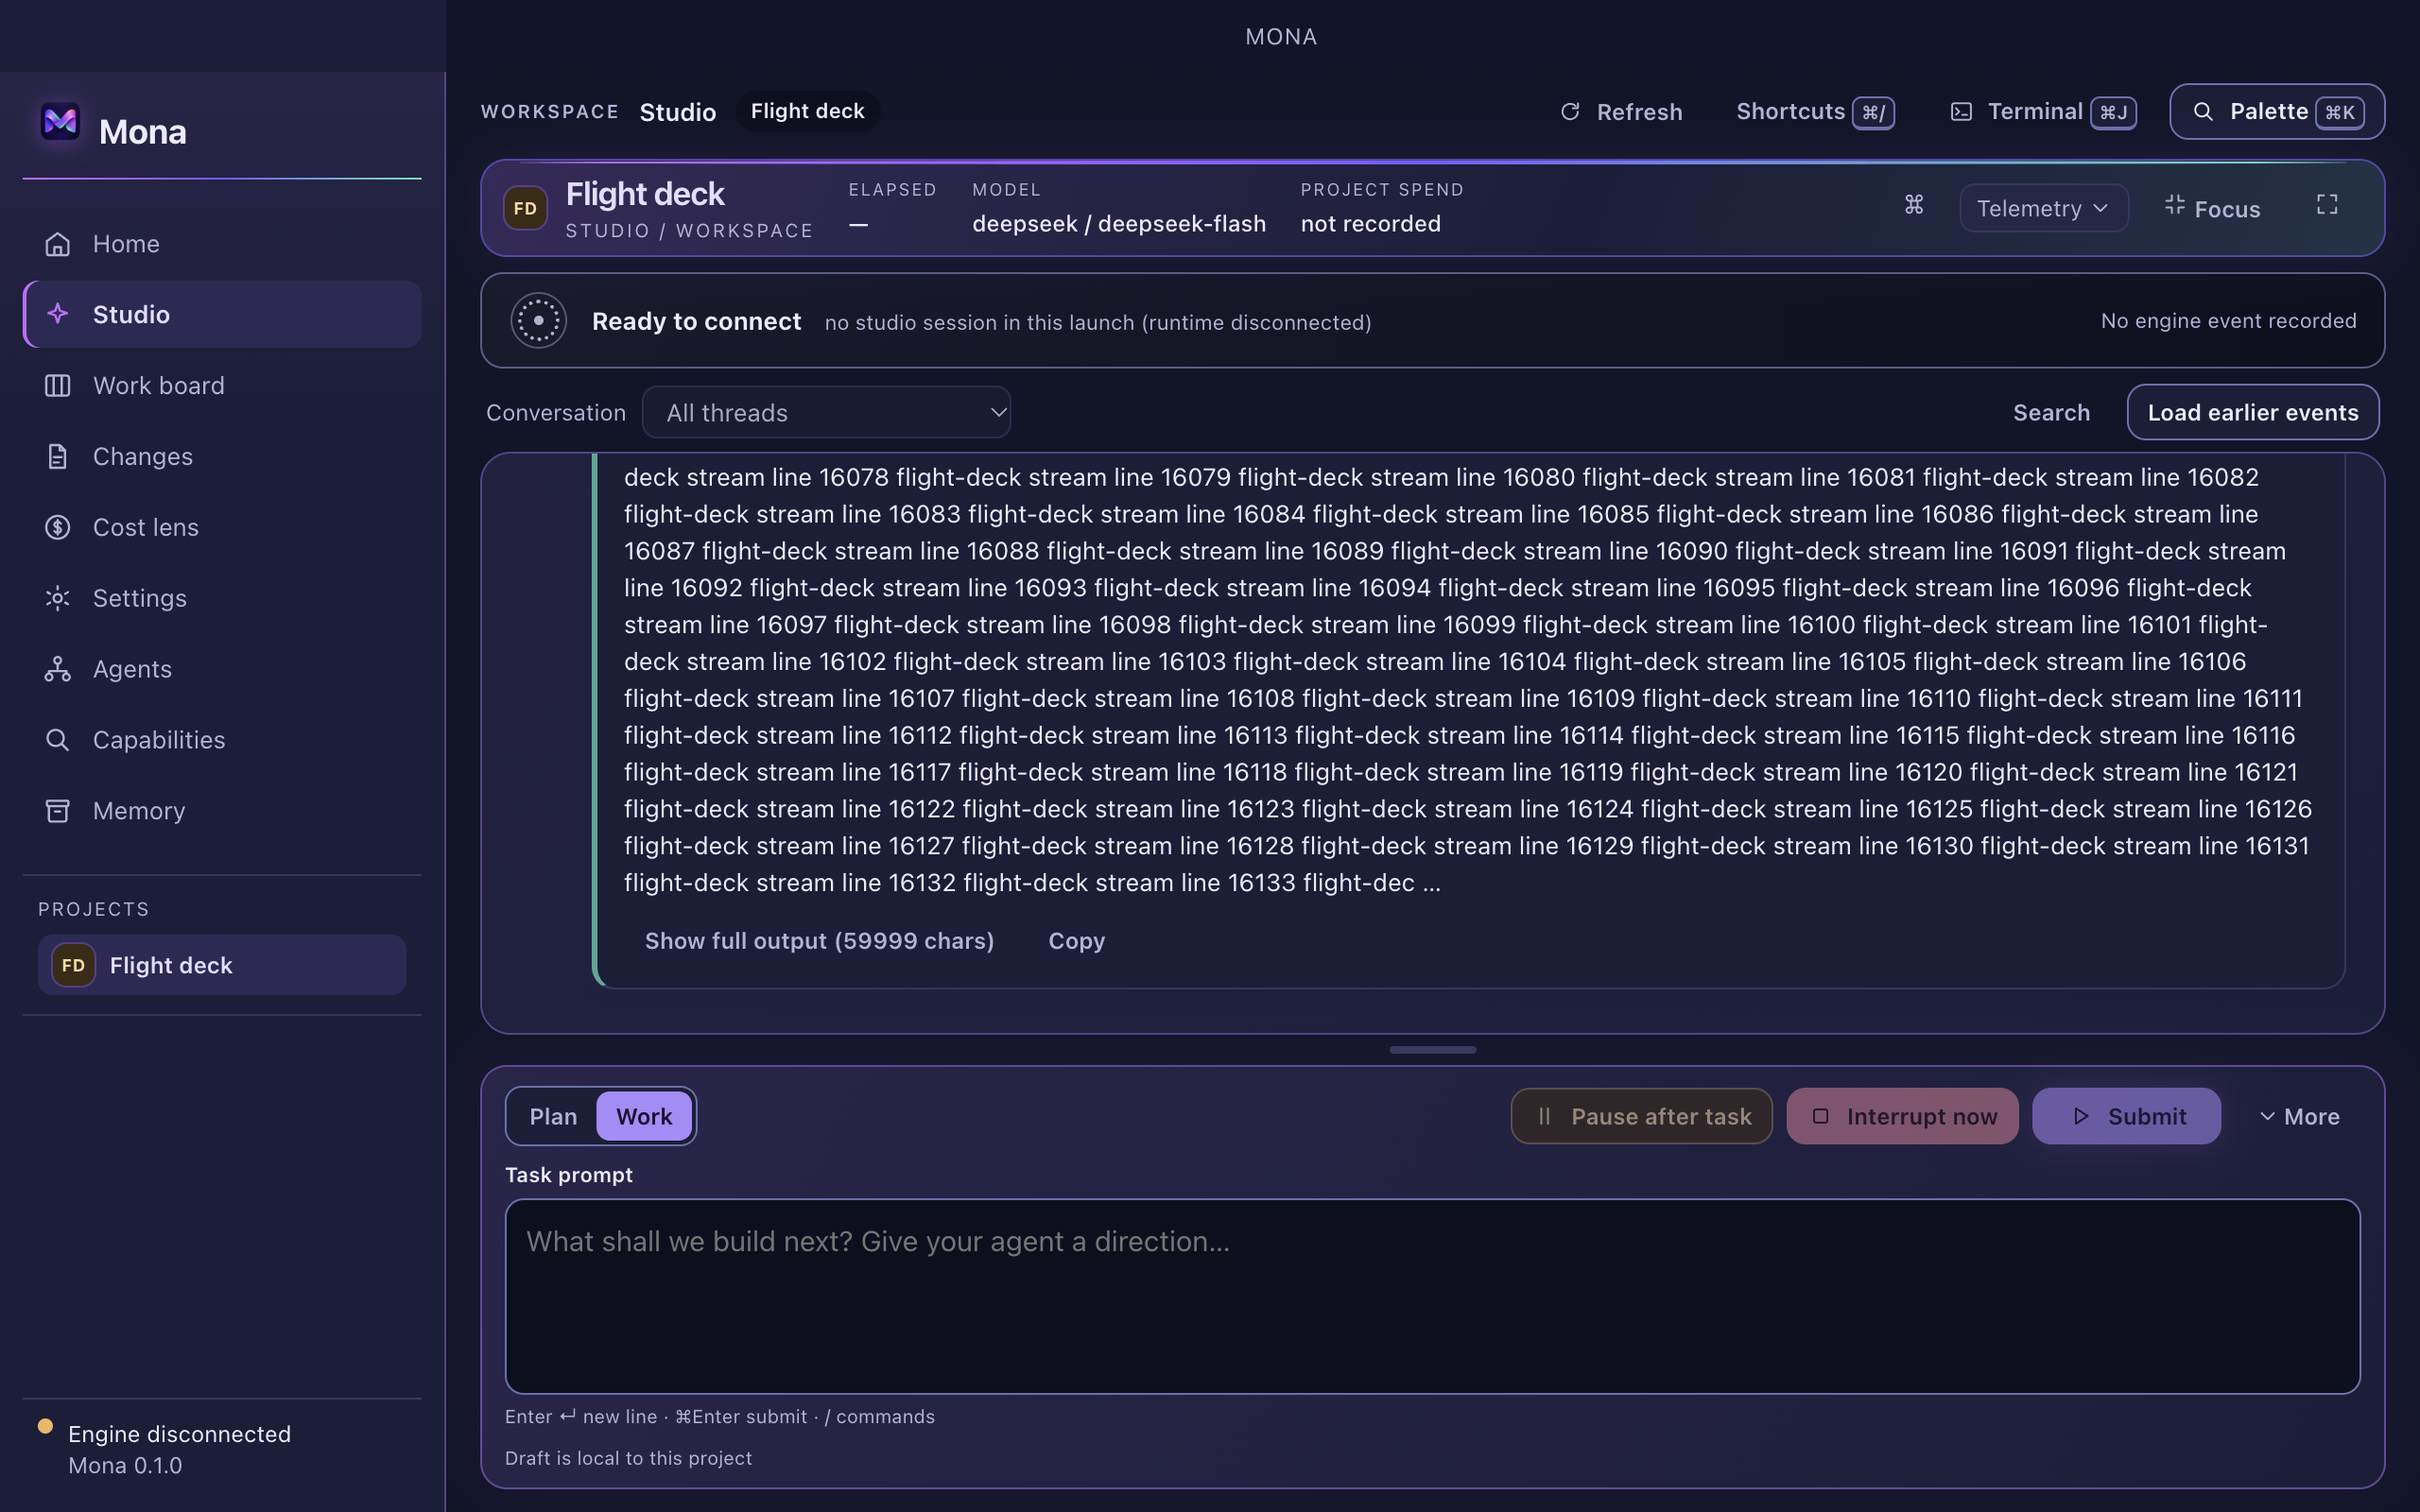 MONA
Mona
Home
Studio
Work board
Changes
Cost lens
Settings
Agents
Capabilities
Memory
PROJECTS
FD Flight deck
Engine disconnected
Mona 0.1.0
WORKSPACE Studio Flight deck Refresh Shortcuts ⌘/ Terminal ⌘J Palette ⌘K
FD
Flight deck
STUDIO / WORKSPACE
ELAPSED
—
MODEL
deepseek / deepseek-flash
PROJECT SPEND
not recorded
⌘ Telemetry Focus
Ready to connect no studio session in this launch (runtime disconnected) No engine event recorded
Conversation All threads Search Load earlier events
deck stream line 16078 flight-deck stream line 16079 flight-deck stream line 16080 flight-deck stream line 16081 flight-deck stream line 16082
flight-deck stream line 16083 flight-deck stream line 16084 flight-deck stream line 16085 flight-deck stream line 16086 flight-deck stream line
16087 flight-deck stream line 16088 flight-deck stream line 16089 flight-deck stream line 16090 flight-deck stream line 16091 flight-deck stream
line 16092 flight-deck stream line 16093 flight-deck stream line 16094 flight-deck stream line 16095 flight-deck stream line 16096 flight-deck
stream line 16097 flight-deck stream line 16098 flight-deck stream line 16099 flight-deck stream line 16100 flight-deck stream line 16101 flight-
deck stream line 16102 flight-deck stream line 16103 flight-deck stream line 16104 flight-deck stream line 16105 flight-deck stream line 16106
flight-deck stream line 16107 flight-deck stream line 16108 flight-deck stream line 16109 flight-deck stream line 16110 flight-deck stream line 16111
flight-deck stream line 16112 flight-deck stream line 16113 flight-deck stream line 16114 flight-deck stream line 16115 flight-deck stream line 16116
flight-deck stream line 16117 flight-deck stream line 16118 flight-deck stream line 16119 flight-deck stream line 16120 flight-deck stream line 16121
flight-deck stream line 16122 flight-deck stream line 16123 flight-deck stream line 16124 flight-deck stream line 16125 flight-deck stream line 16126
flight-deck stream line 16127 flight-deck stream line 16128 flight-deck stream line 16129 flight-deck stream line 16130 flight-deck stream line 16131
flight-deck stream line 16132 flight-deck stream line 16133 flight-dec ...
Show full output (59999 chars) Copy
Plan Work Pause after task Interrupt now Submit More
Task prompt
What shall we build next? Give your agent a direction...
Enter ↵ new line · ⌘Enter submit · / commands
Draft is local to this project